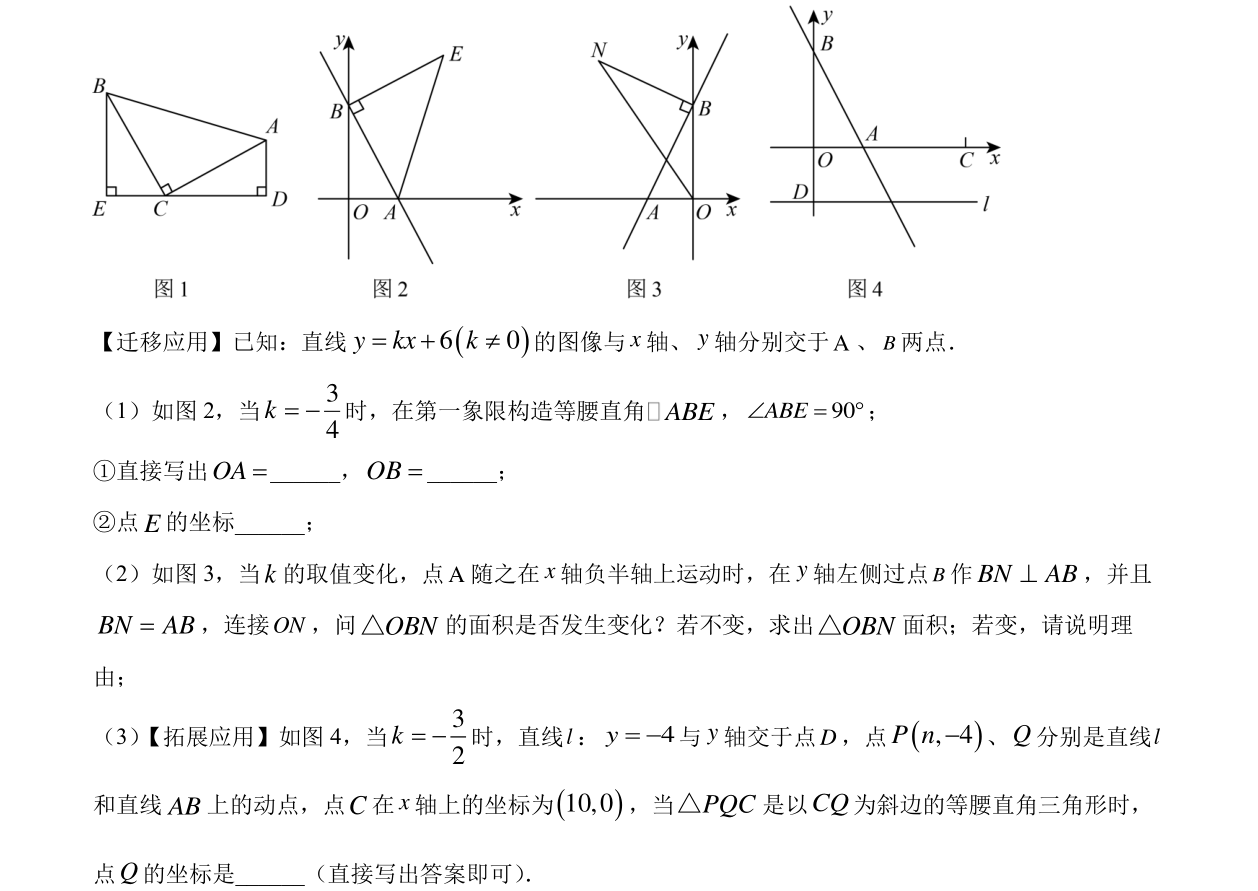 B A E C D
y E B O A x
N y B A O x
y B A O C x D l
图1 图2 图3 图4
【迁移应用】已知：直线 y = kx + 6 (k ≠ 0) 的图像与 x 轴、 y 轴分别交于 A 、 B 两点．
（1）如图 2，当 k = −3/4 时，在第一象限构造等腰直角□ABE， ∠ABE = 90°；
①直接写出 OA = ______， OB = ______；
②点 E 的坐标______；
（2）如图 3，当 k 的取值变化，点 A 随之在 x 轴负半轴上运动时，在 y 轴左侧过点 B 作 BN ⊥ AB ，并且
BN = AB ，连接 ON ，问 △OBN 的面积是否发生变化？若不变，求出 △OBN 面积；若变，请说明理
由；
（3）【拓展应用】如图 4，当 k = −3/2 时，直线 l ： y = −4 与 y 轴交于点 D ，点 P(n,−4) 、 Q 分别是直线 l
和直线 AB 上的动点，点 C 在 x 轴上的坐标为 (10,0) ，当 △PQC 是以 CQ 为斜边的等腰直角三角形时，
点 Q 的坐标是______（直接写出答案即可）．